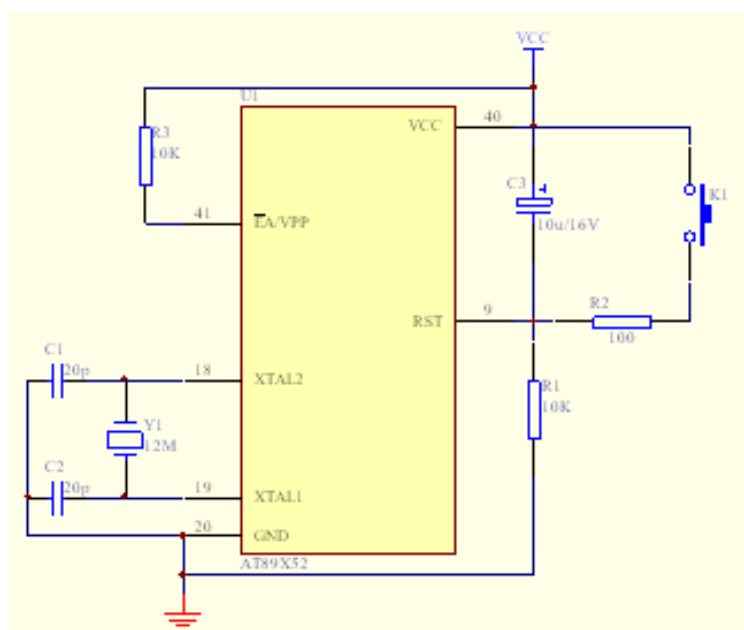 VCC
U1
VCC
40
R3
10K
C3
10u/16V
K1
41
EA/VPP
RST
9
R2
100
C1
20p
18
XTAL2
R1
10K
Y1
12M
C2
20p
19
XTAL1
20
GND
AT89X52